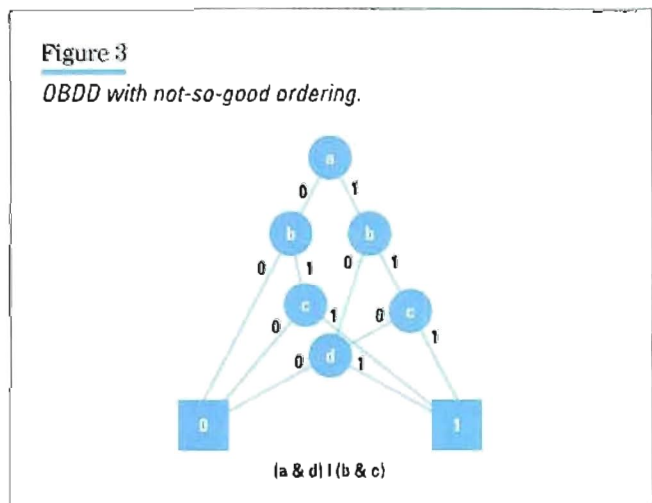 Figure 3
OBDD with not-so-good ordering.
a
0 1
b b
0 1 0 1
c c
0 1 0 1
d
0 1
0 1
(a & d) | (b & c)